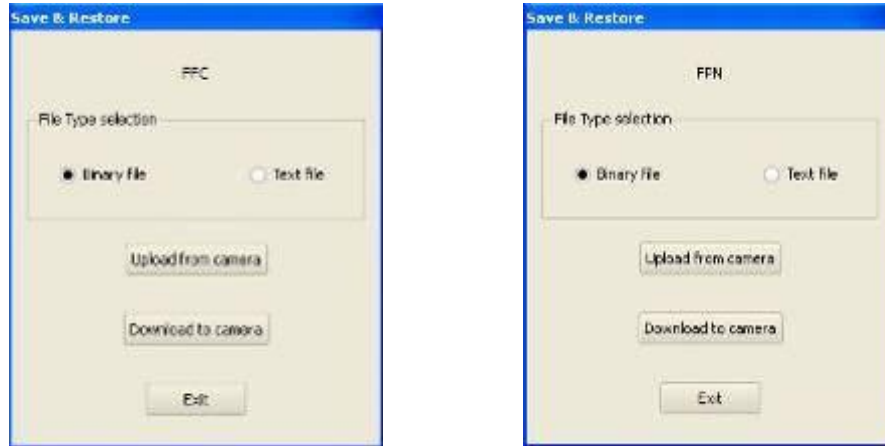 Save & Restore
FFC
File Type selection
Binary file
Text file
Upload from camera
Download to camera
Exit
Save & Restore
FPN
File Type selection
Binary file
Text file
Upload from camera
Download to camera
Exit